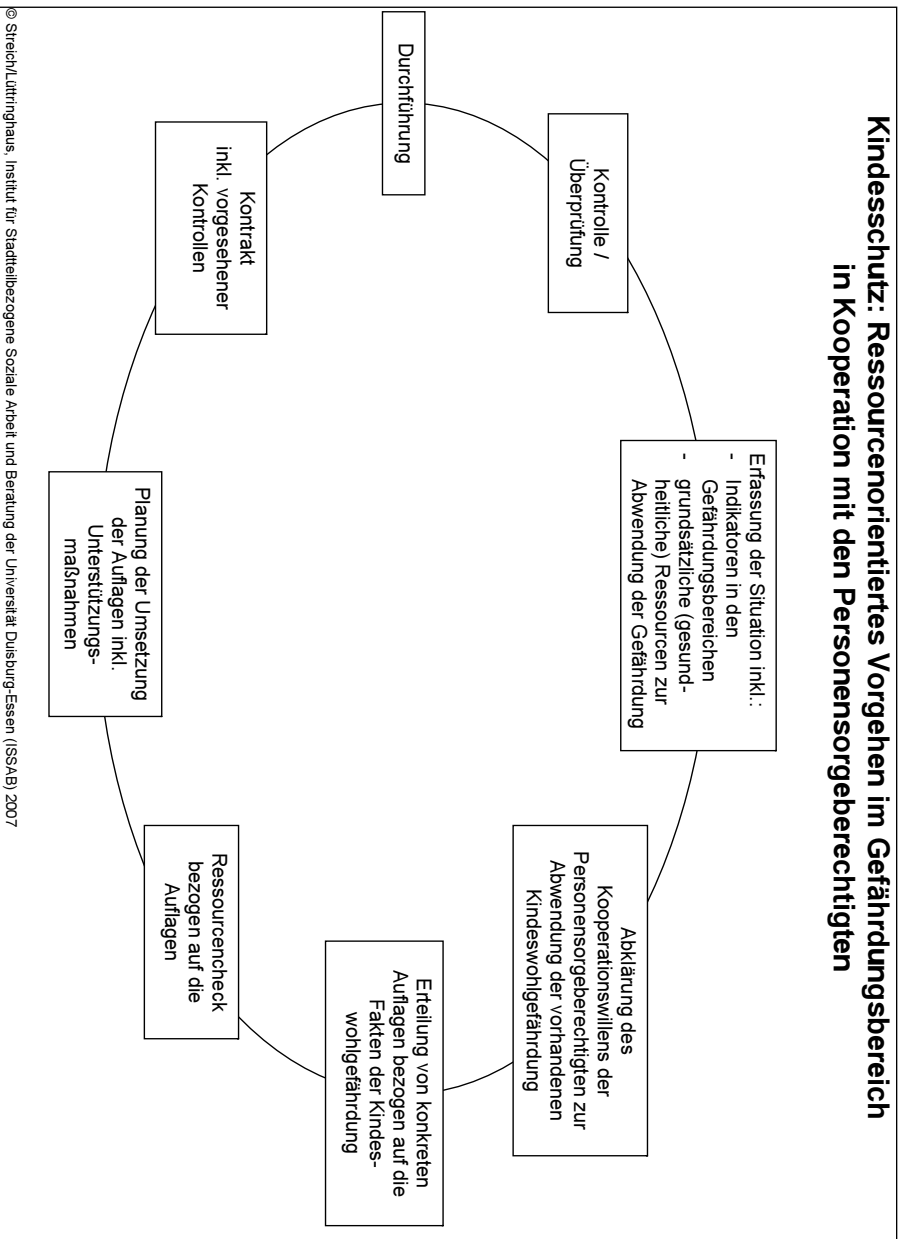 Kindesschutz: Ressourcenorientiertes Vorgehen im Gefährdungsbereich
in Kooperation mit den Personensorgeberechtigten
Erfassung der Situation inkl.:
- Indikatoren in den
Gefährdungsbereichen
- grundsätzliche (gesund-
heitliche) Ressourcen zur
Abwendung der Gefährdung
Abklärung des
Kooperationswillens der
Personensorgeberechtigten zur
Abwendung der vorhandenen
Kindeswohlgefährdung
Erteilung von konkreten
Auflagen bezogen auf die
Fakten der Kindes-
wohlgefährdung
Ressourcencheck
bezogen auf die
Auflagen
Planung der Umsetzung
der Auflagen inkl.
Unterstützungs-
maßnahmen
Kontrakt
inkl. vorgesehener
Kontrollen
Durchführung
Kontrolle /
Überprüfung
© Streich/Lüttringhaus, Institut für Stadtteilbezogene Soziale Arbeit und Beratung der Universität Duisburg-Essen (ISSAB) 2007